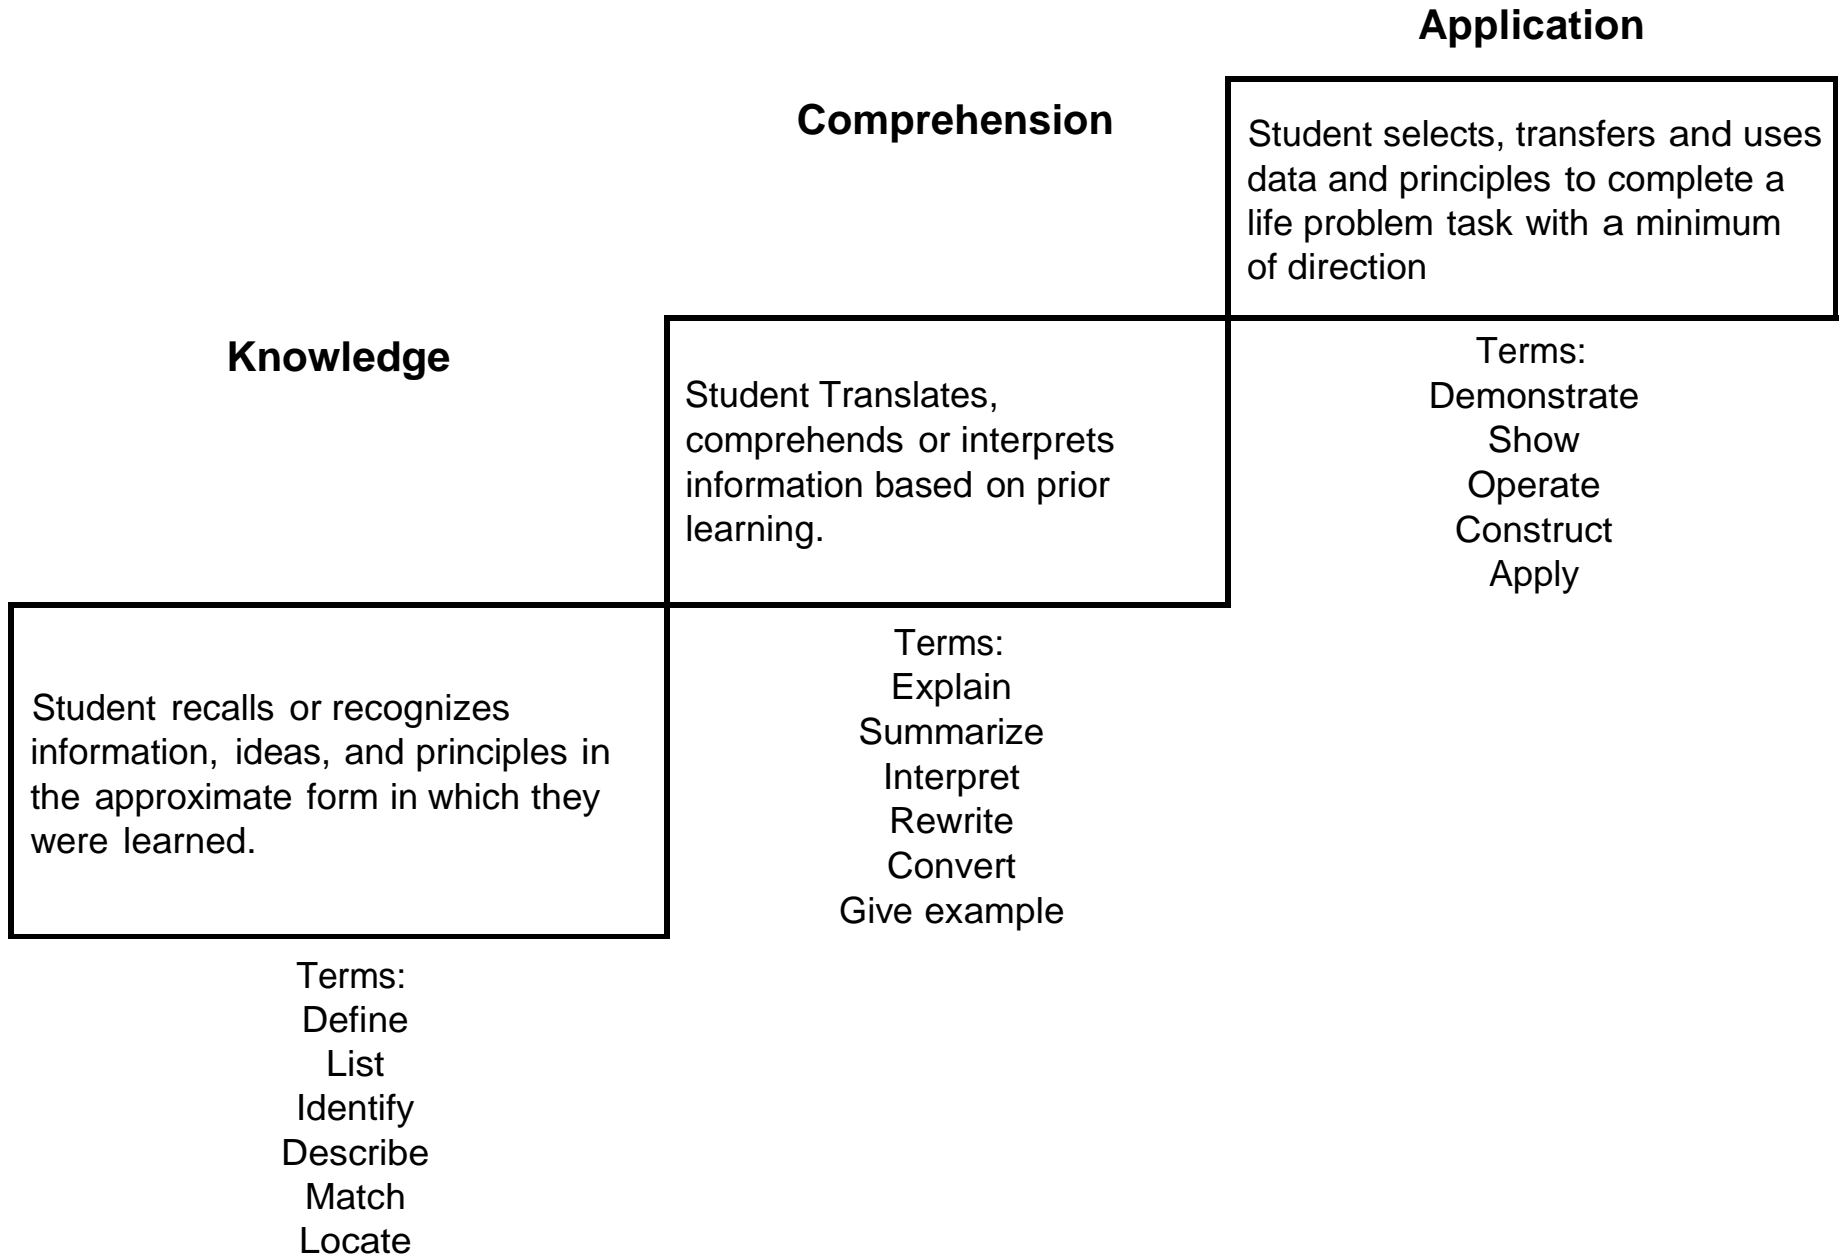 Application
Student selects, transfers and uses
data and principles to complete a
life problem task with a minimum
of direction
Terms:
Demonstrate
Show
Operate
Construct
Apply
Comprehension
Student Translates,
comprehends or interprets
information based on prior
learning.
Terms:
Explain
Summarize
Interpret
Rewrite
Convert
Give example
Knowledge
Student recalls or recognizes
information, ideas, and principles in
the approximate form in which they
were learned.
Terms:
Define
List
Identify
Describe
Match
Locate